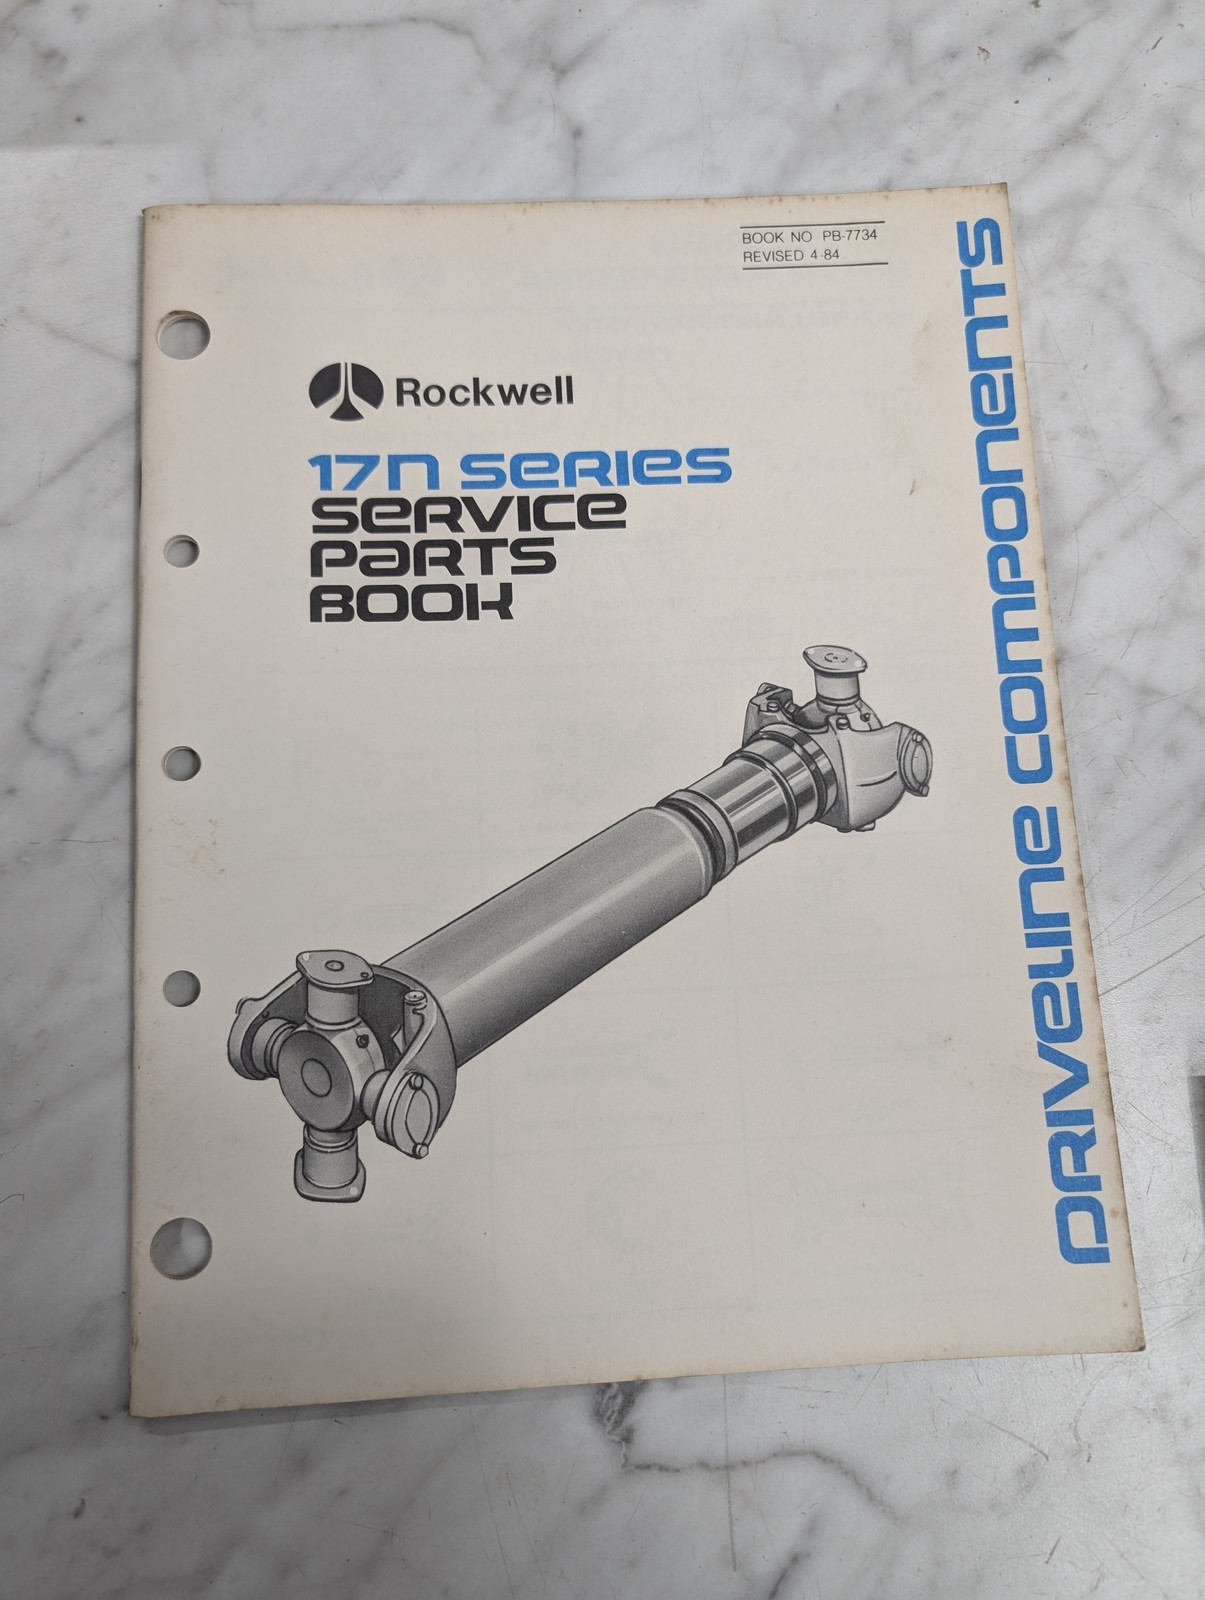 BOOK NO PB-7734
REVISED 4-84
Rockwell
17N SERIES
SERVICE
PARTS
BOOK
DRIVELINE COMPONENTS